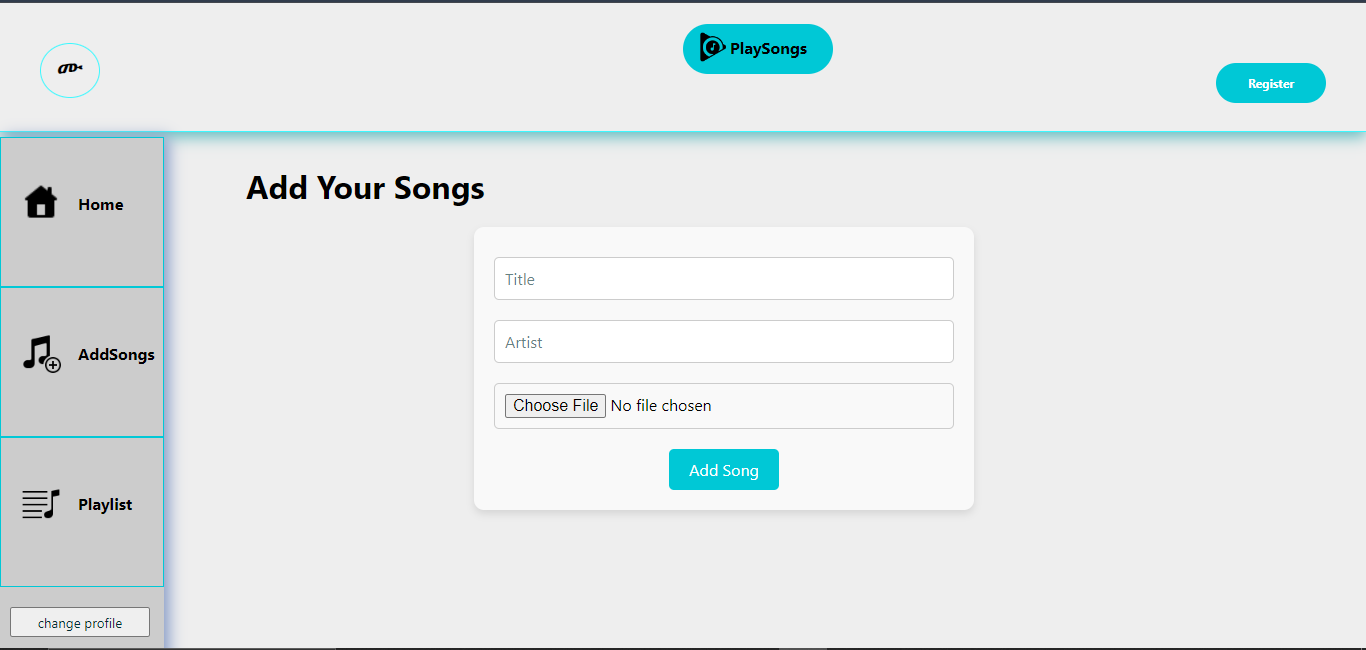 PlaySongs
Register
Home
AddSongs
Playlist
change profile
Add Your Songs
Title
Artist
Choose File No file chosen
Add Song